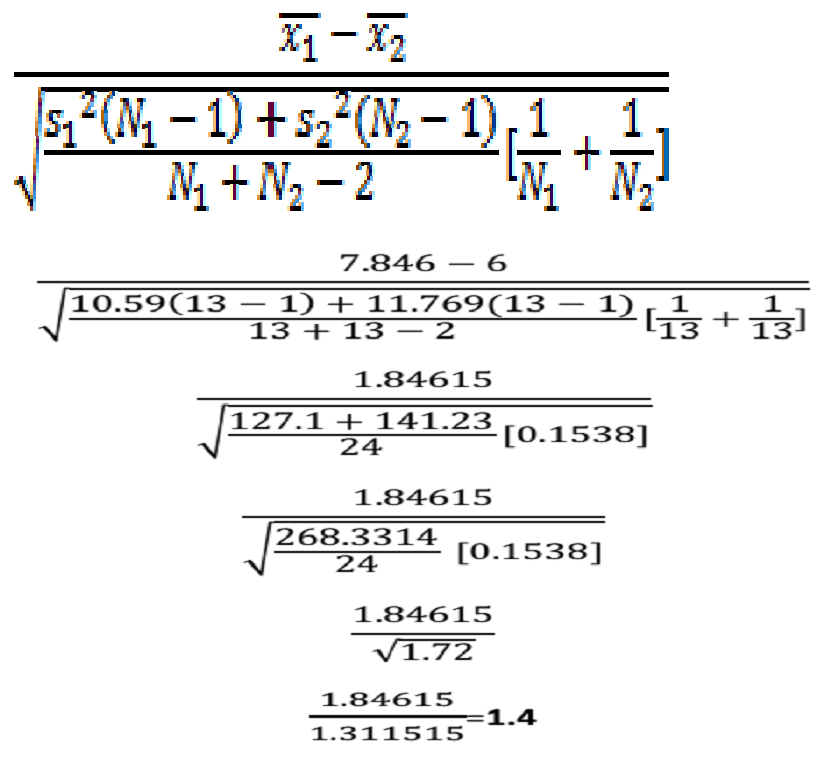 x̄₁ − x̄₂
√ s₁²(N₁ − 1) + s₂²(N₂ − 1) / N₁ + N₂ − 2 [1/N₁ + 1/N₂]
7.846 − 6
√ 10.59(13 − 1) + 11.769(13 − 1) / 13 + 13 − 2 [1/13 + 1/13]
1.84615
√ 127.1 + 141.23 / 24 [0.1538]
1.84615
√ 268.3314 / 24 [0.1538]
1.84615
√1.72
1.84615
1.311515 =1.4